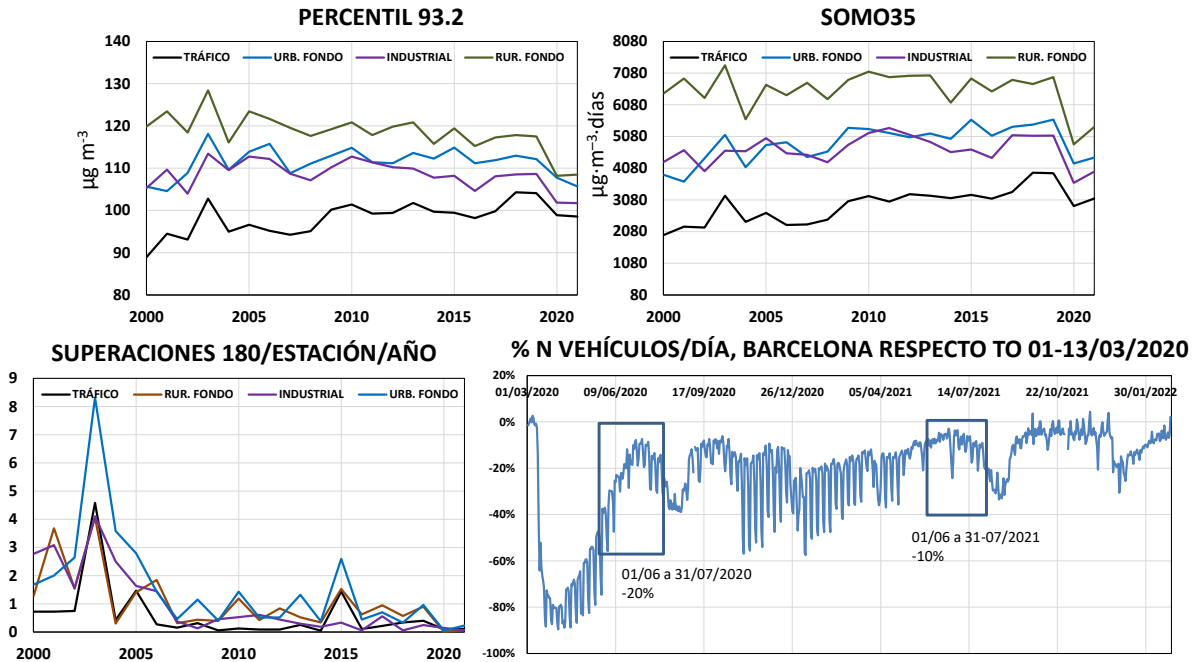 PERCENTIL 93.2
µg m⁻³
140
130
120
110
100
90
80
TRÁFICO URB. FONDO INDUSTRIAL RUR. FONDO
2000 2005 2010 2015 2020
SOMO35
µg·m⁻³·días
8080
7080
6080
5080
4080
3080
2080
1080
80
TRÁFICO URB. FONDO INDUSTRIAL RUR. FONDO
2000 2005 2010 2015 2020
SUPERACIONES 180/ESTACIÓN/AÑO
9
8
7
6
5
4
3
2
1
0
TRÁFICO RUR. FONDO INDUSTRIAL URB. FONDO
2000 2005 2010 2015 2020
% N VEHÍCULOS/DÍA, BARCELONA RESPECTO TO 01-13/03/2020
20%
0%
-20%
-40%
-60%
-80%
-100%
01/03/2020 09/06/2020 17/09/2020 26/12/2020 05/04/2021 14/07/2021 22/10/2021 30/01/2022
01/06 a 31/07/2020
-20%
01/06 a 31-07/2021
-10%